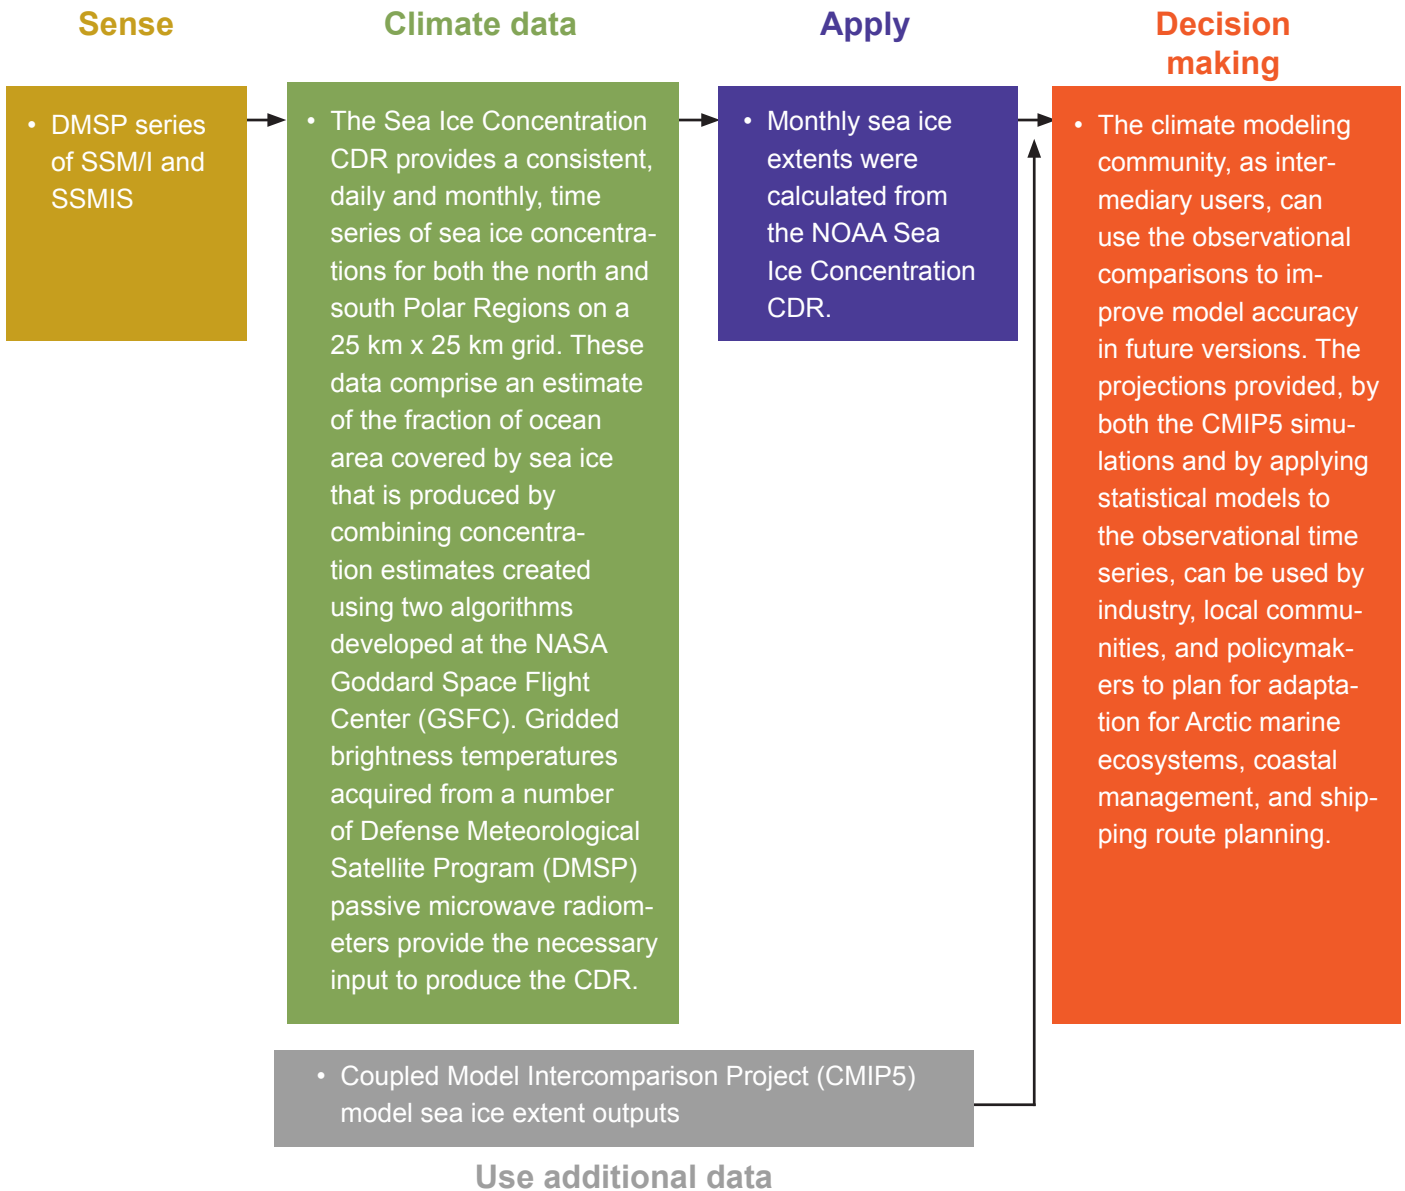 Sense
• DMSP series
of SSM/I and
SSMIS
Climate data
• The Sea Ice Concentration
CDR provides a consistent,
daily and monthly, time
series of sea ice concentra-
tions for both the north and
south Polar Regions on a
25 km x 25 km grid. These
data comprise an estimate
of the fraction of ocean
area covered by sea ice
that is produced by
combining concentra-
tion estimates created
using two algorithms
developed at the NASA
Goddard Space Flight
Center (GSFC). Gridded
brightness temperatures
acquired from a number
of Defense Meteorological
Satellite Program (DMSP)
passive microwave radiom-
eters provide the necessary
input to produce the CDR.
Apply
• Monthly sea ice
extents were
calculated from
the NOAA Sea
Ice Concentration
CDR.
Decision
making
• The climate modeling
community, as inter-
mediary users, can
use the observational
comparisons to im-
prove model accuracy
in future versions. The
projections provided, by
both the CMIP5 simu-
lations and by applying
statistical models to
the observational time
series, can be used by
industry, local commu-
nities, and policymak-
ers to plan for adapta-
tion for Arctic marine
ecosystems, coastal
management, and ship-
ping route planning.
• Coupled Model Intercomparison Project (CMIP5)
model sea ice extent outputs
Use additional data